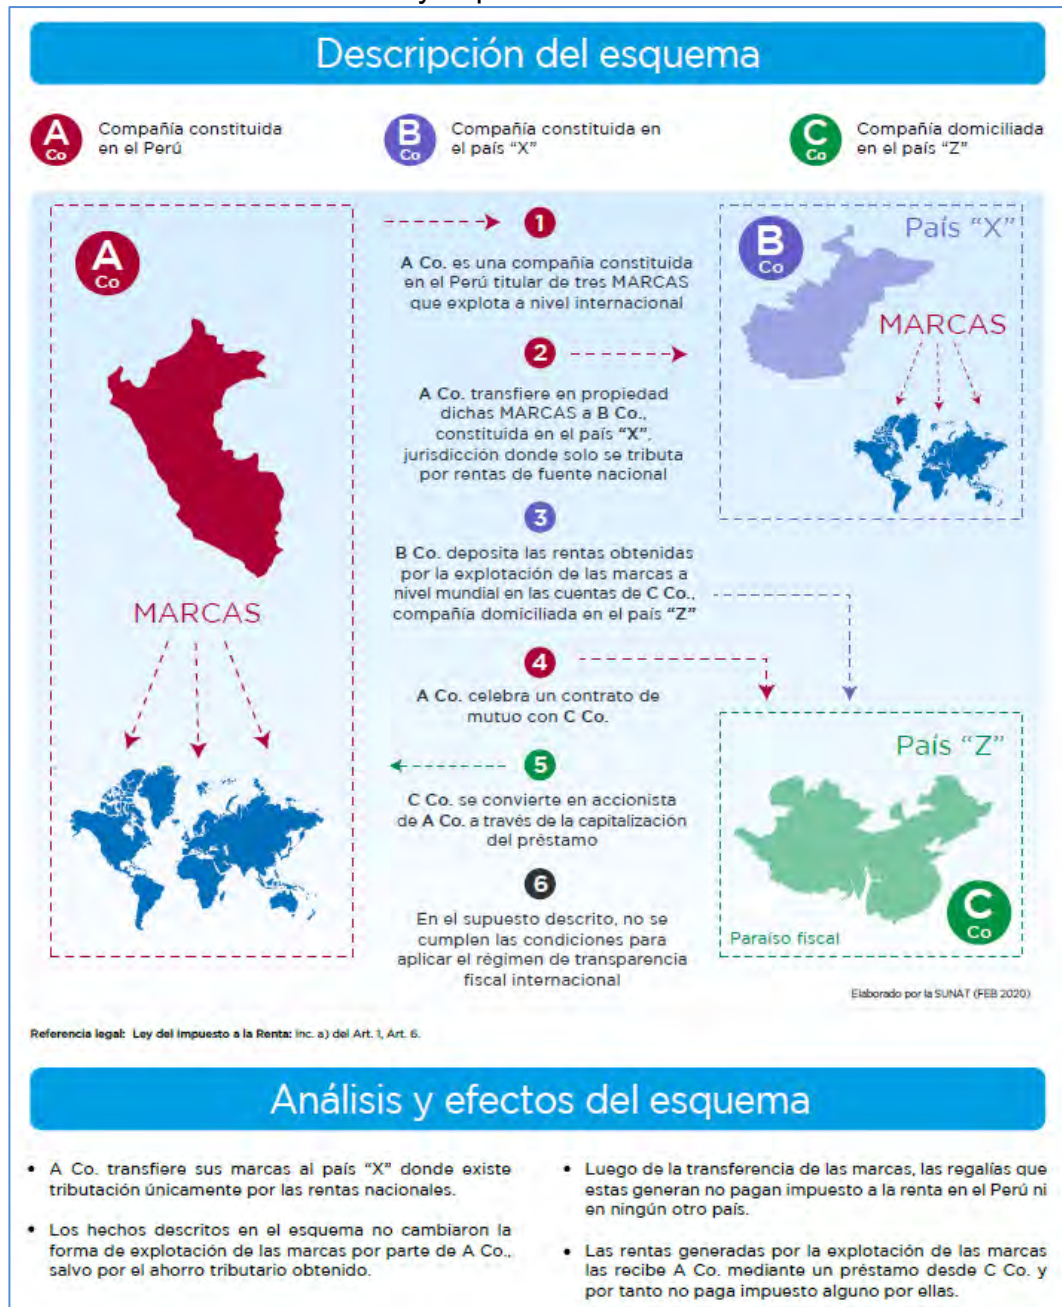 Descripción del esquema
A
Co
Compañía constituida
en el Perú
B
Co
Compañía constituida en
el país “X”
C
Co
Compañía domiciliada
en el país “Z”
A
Co
MARCAS
1
A Co. es una compañía constituida
en el Perú titular de tres MARCAS
que explota a nivel internacional
2
A Co. transfiere en propiedad
dichas MARCAS a B Co.,
constituida en el país “X”,
jurisdicción donde solo se tributa
por rentas de fuente nacional
3
B Co. deposita las rentas obtenidas
por la explotación de las marcas a
nivel mundial en las cuentas de C Co.,
compañía domiciliada en el país “Z”
4
A Co. celebra un contrato de
mutuo con C Co.
5
C Co. se convierte en accionista
de A Co. a través de la capitalización
del préstamo
6
En el supuesto descrito, no se
cumplen las condiciones para
aplicar el régimen de transparencia
fiscal internacional
B
Co
País “X”
MARCAS
País “Z”
Paraíso fiscal
C
Co
Elaborado por la SUNAT (FEB 2020)
Referencia legal: Ley del Impuesto a la Renta: Inc. a) del Art. 1, Art. 6.
Análisis y efectos del esquema
• A Co. transfiere sus marcas al país “X” donde existe
tributación únicamente por las rentas nacionales.
• Los hechos descritos en el esquema no cambiaron la
forma de explotación de las marcas por parte de A Co.,
salvo por el ahorro tributario obtenido.
• Luego de la transferencia de las marcas, las regalías que
estas generan no pagan impuesto a la renta en el Perú ni
en ningún otro país.
• Las rentas generadas por la explotación de las marcas
las recibe A Co. mediante un préstamo desde C Co. y
por tanto no paga impuesto alguno por ellas.